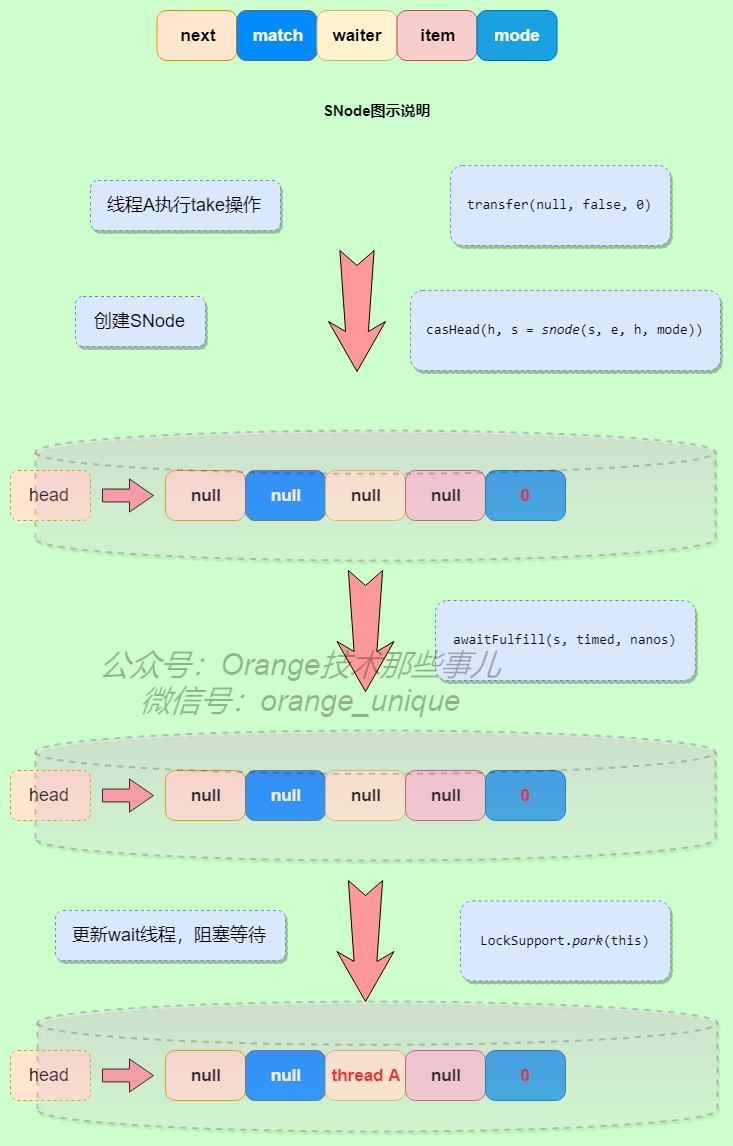 next match waiter item mode
SNode图示说明
线程A执行take操作
transfer(null, false, 0)
创建SNode
casHead(h, s = snode(s, e, h, mode))
head null null null null 0
awaitFulfill(s, timed, nanos)
公众号：Orange技术那些事儿
微信号：orange_unique
head null null null null 0
更新wait线程，阻塞等待
LockSupport.park(this)
head null null thread A null 0